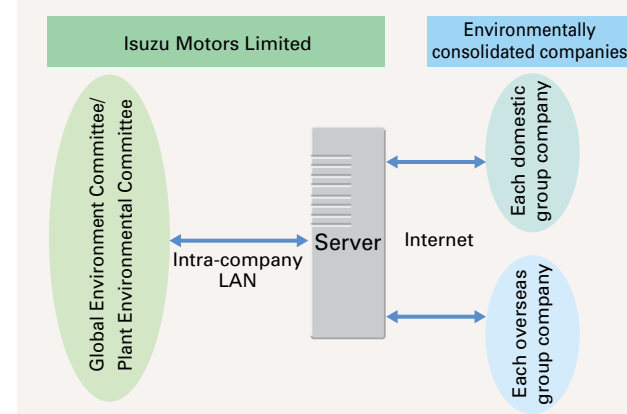 Isuzu Motors Limited
Environmentally
consolidated companies
Global Environment Committee/
Plant Environmental Committee
Intra-company
LAN
Server
Internet
Each domestic
group company
Each overseas
group company